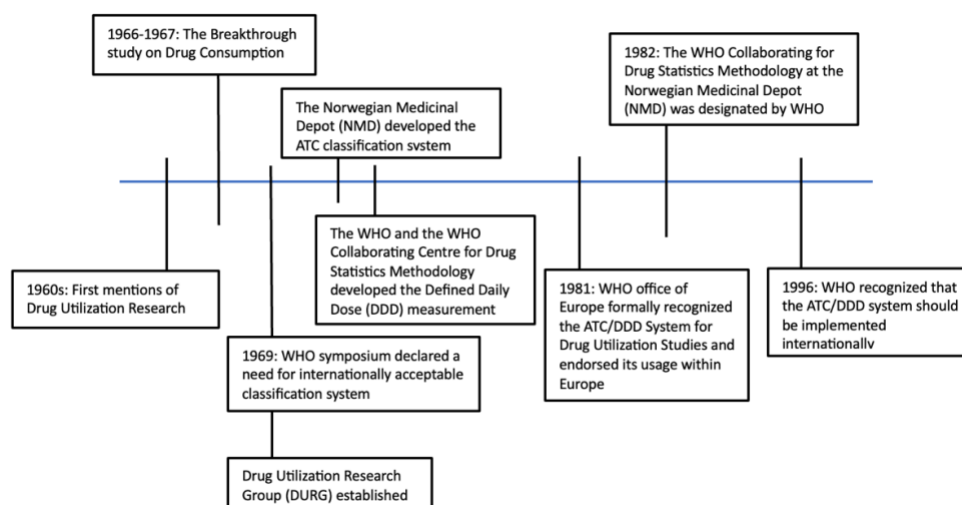 1966-1967: The Breakthrough
study on Drug Consumption
1982: The WHO Collaborating for
Drug Statistics Methodology at the
Norwegian Medicinal Depot
(NMD) was designated by WHO
The Norwegian Medicinal
Depot (NMD) developed the
ATC classification system
1960s: First mentions of
Drug Utilization Research
The WHO and the WHO
Collaborating Centre for Drug
Statistics Methodology
developed the Defined Daily
Dose (DDD) measurement
1981: WHO office of
Europe formally recognized
the ATC/DDD System for
Drug Utilization Studies and
endorsed its usage within
Europe
1996: WHO recognized that
the ATC/DDD system should
be implemented
internationally
1969: WHO symposium declared a
need for internationally acceptable
classification system
Drug Utilization Research
Group (DURG) established